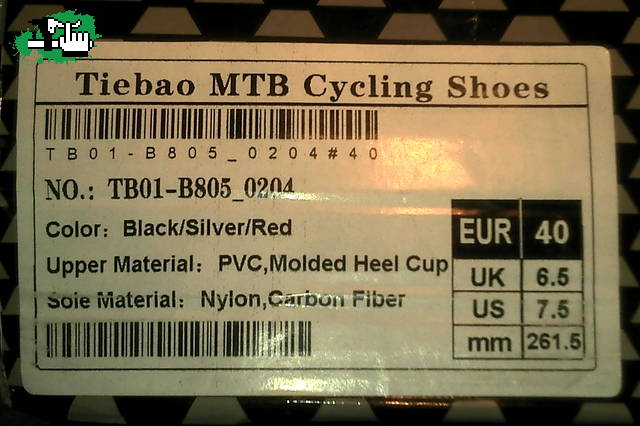 Tiebao MTB Cycling Shoes
TB01-B805_0204#40
NO.: TB01-B805_0204
Color: Black/Silver/Red
Upper Material: PVC,Molded Heel Cup
Sole Material: Nylon,Carbon Fiber
EUR 40
UK 6.5
US 7.5
mm 261.5